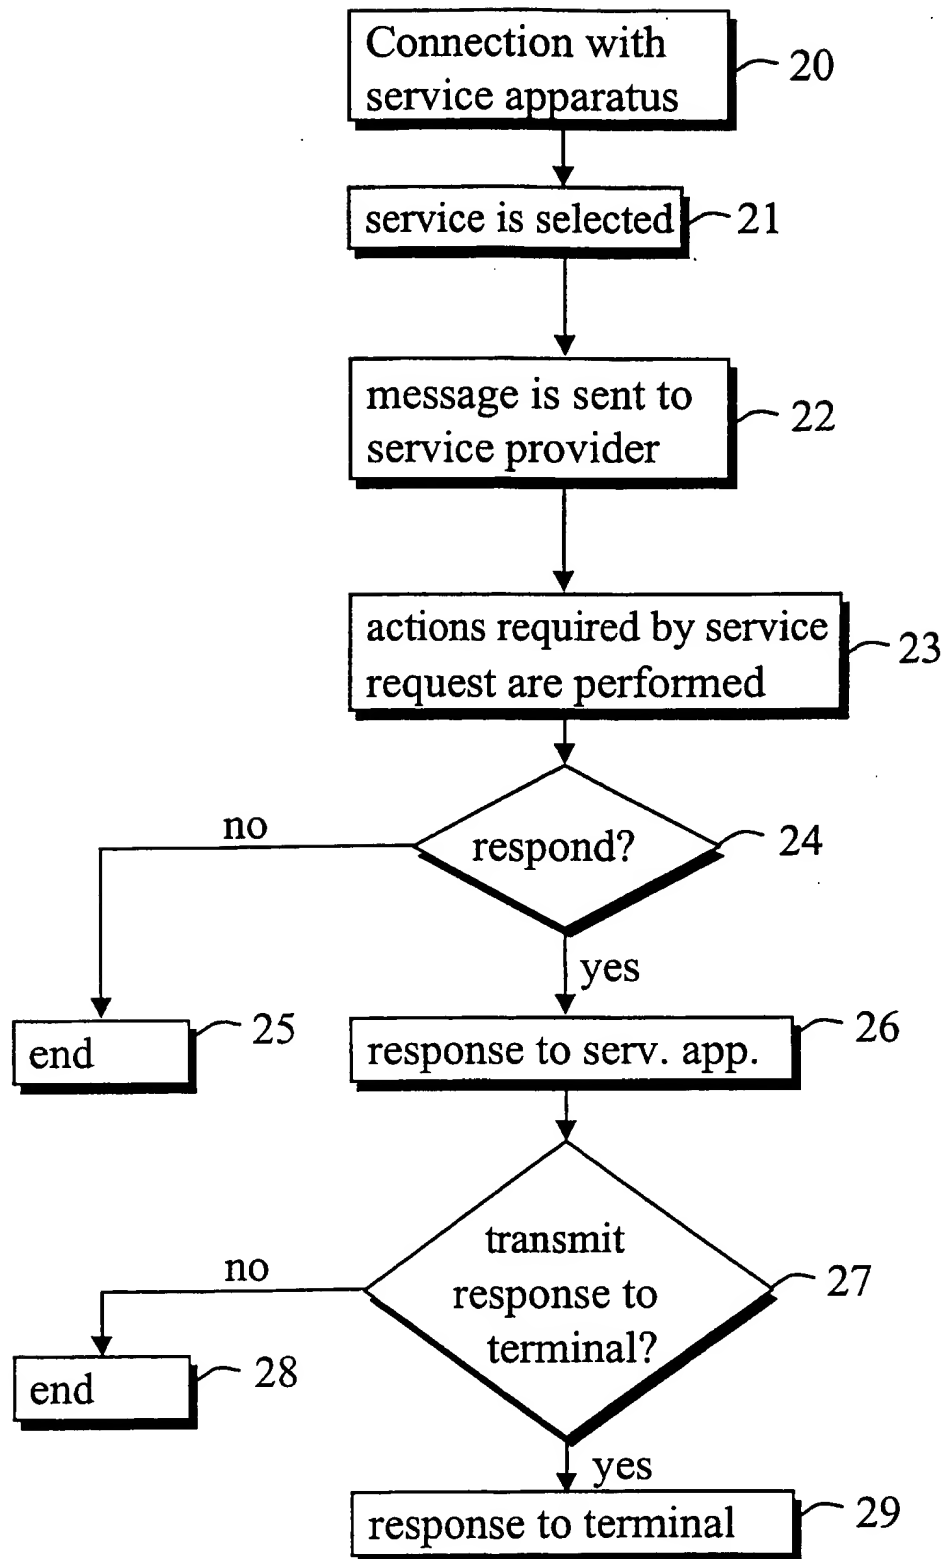 Connection with
service apparatus
20
service is selected
21
message is sent to
service provider
22
actions required by service
request are performed
23
respond?
24
no
yes
end
25
response to serv. app.
26
transmit
response to
terminal?
27
no
end
28
yes
response to terminal
29